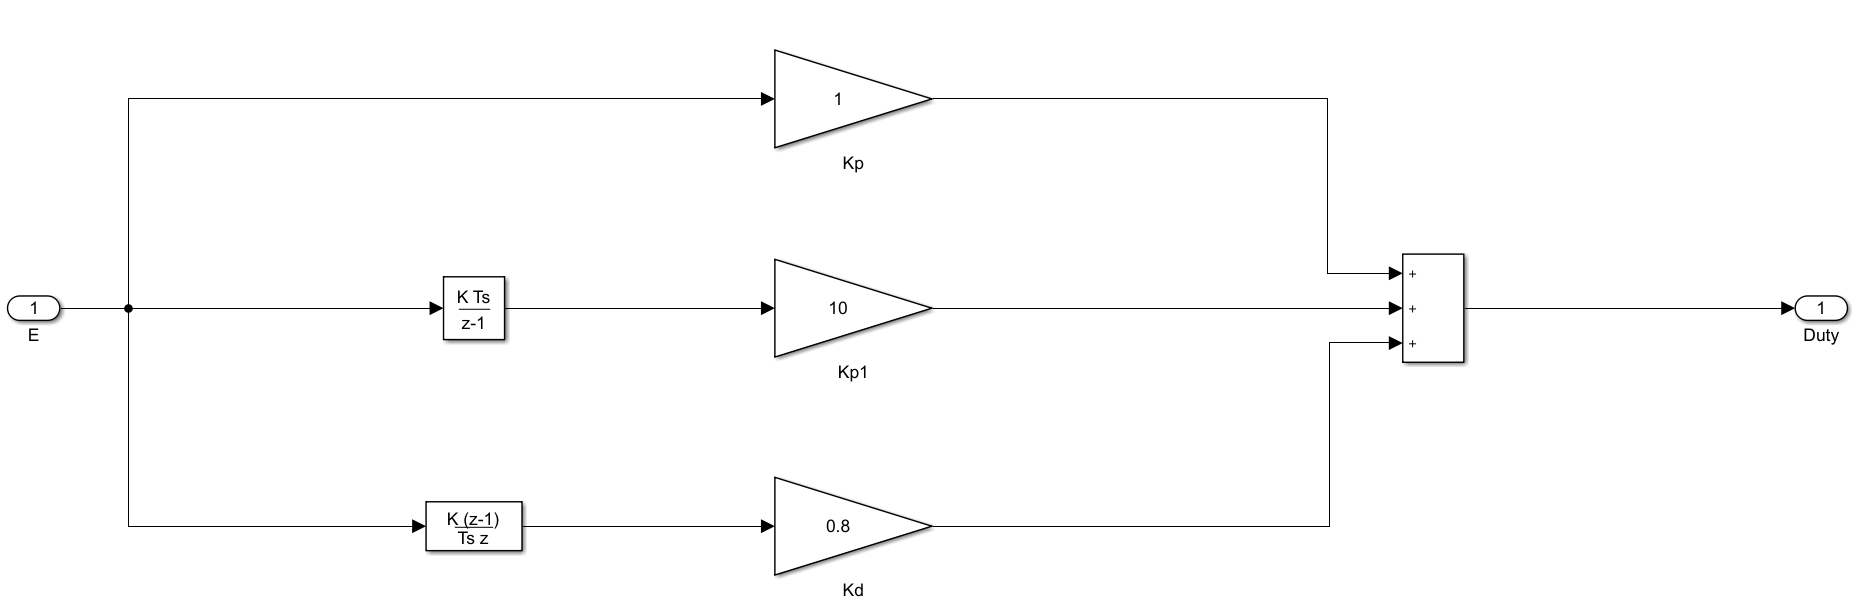 1
Kp
1
E
K Ts
z-1
10
Kp1
+
+
+
1
Duty
K (z-1)
Ts z
0.8
Kd